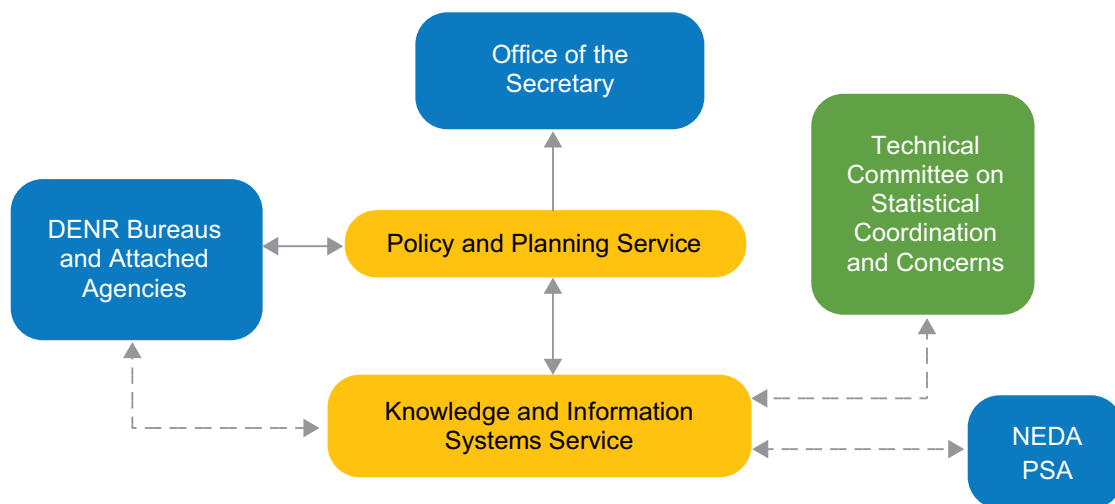 Office of the
Secretary
Technical
Committee on
Statistical
Coordination
and Concerns
DENR Bureaus
and Attached
Agencies
Policy and Planning Service
Knowledge and Information
Systems Service
NEDA
PSA